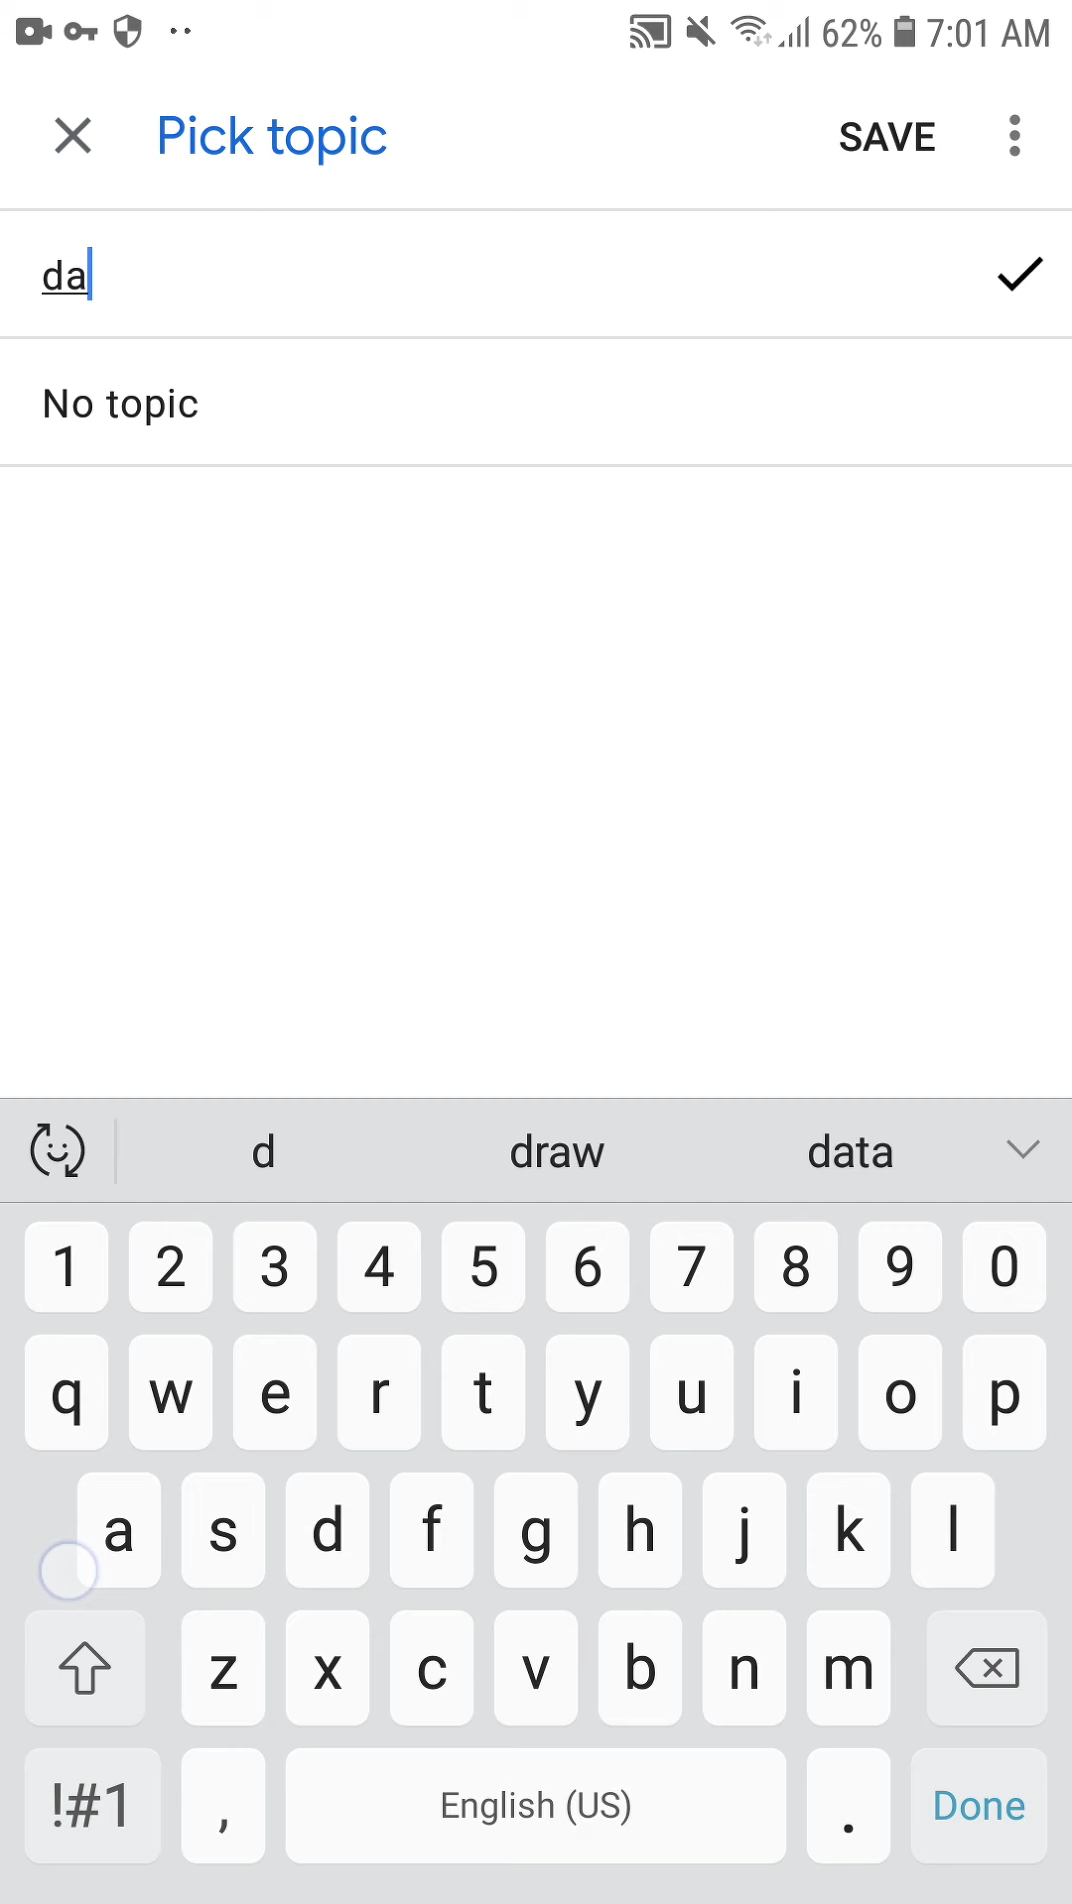 62% 7:01 AM
Pick topic SAVE
da
No topic
d draw data
1 2 3 4 5 6 7 8 9 0
q w e r t y u i o p
a s d f g h j k l
z x c v b n m
!#1 , English (US) . Done